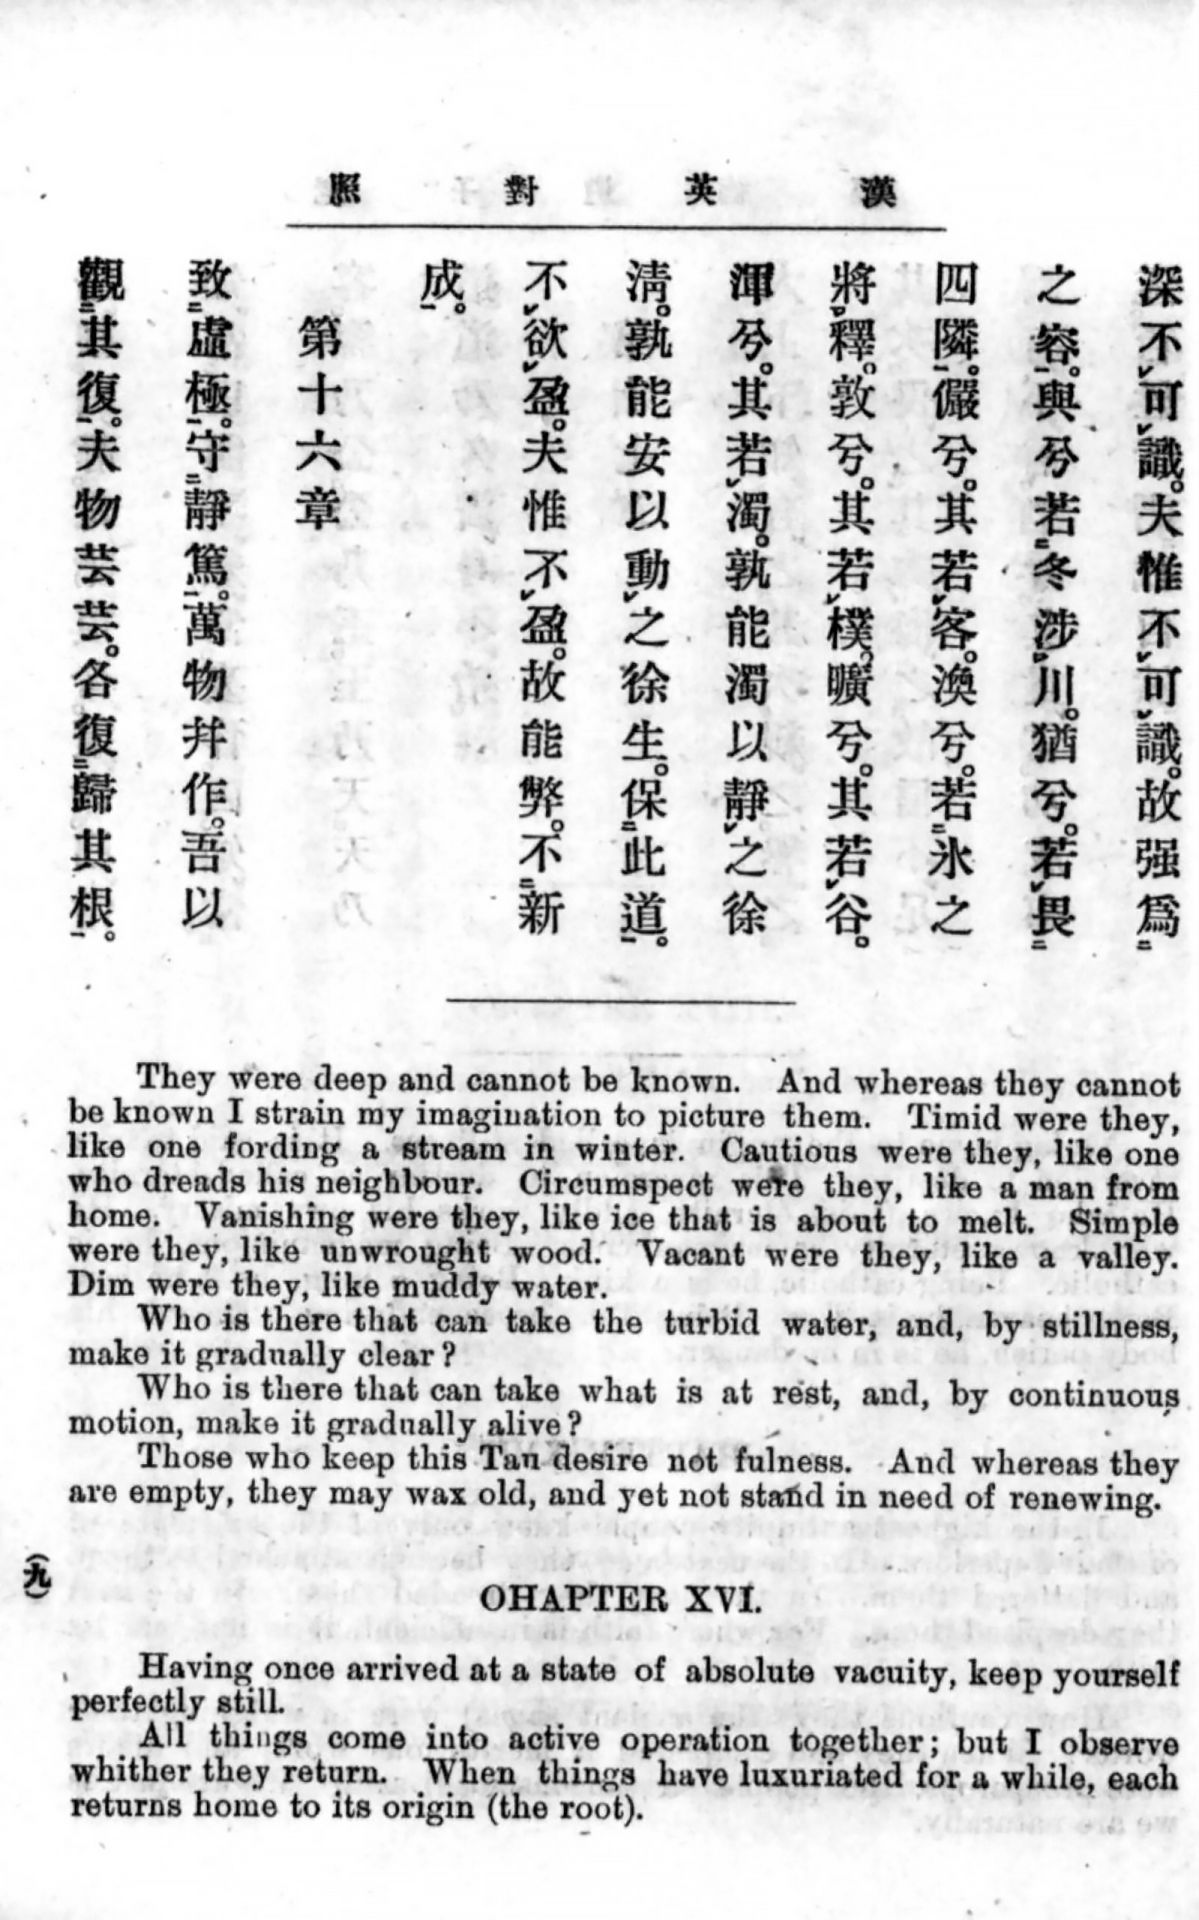 漢英對照
深不可識。夫惟不可識。故强爲
之容。與兮若冬涉川。猶兮。若畏
四隣。儼兮。其若客。渙兮。若氷之
將釋。敦兮。其若樸。曠兮。其若谷。
渾兮。其若濁。孰能濁以靜之徐
淸。孰能安以動之徐生。保此道。
不欲盈。夫惟不盈。故能弊。不新
成。
第十六章
致虛極。守靜篤。萬物幷作。吾以
觀其復。夫物芸芸。各復歸其根。
They were deep and cannot be known. And whereas they cannot
be known I strain my imagination to picture them. Timid were they,
like one fording a stream in winter. Cautious were they, like one
who dreads his neighbour. Circumspect were they, like a man from
home. Vanishing were they, like ice that is about to melt. Simple
were they, like unwrought wood. Vacant were they, like a valley.
Dim were they, like muddy water.
Who is there that can take the turbid water, and, by stillness,
make it gradually clear?
Who is there that can take what is at rest, and, by continuous
motion, make it gradually alive?
Those who keep this Tau desire not fulness. And whereas they
are empty, they may wax old, and yet not stand in need of renewing.
(九)
OHAPTER XVI.
Having once arrived at a state of absolute vacuity, keep yourself
perfectly still.
All things come into active operation together; but I observe
whither they return. When things have luxuriated for a while, each
returns home to its origin (the root).